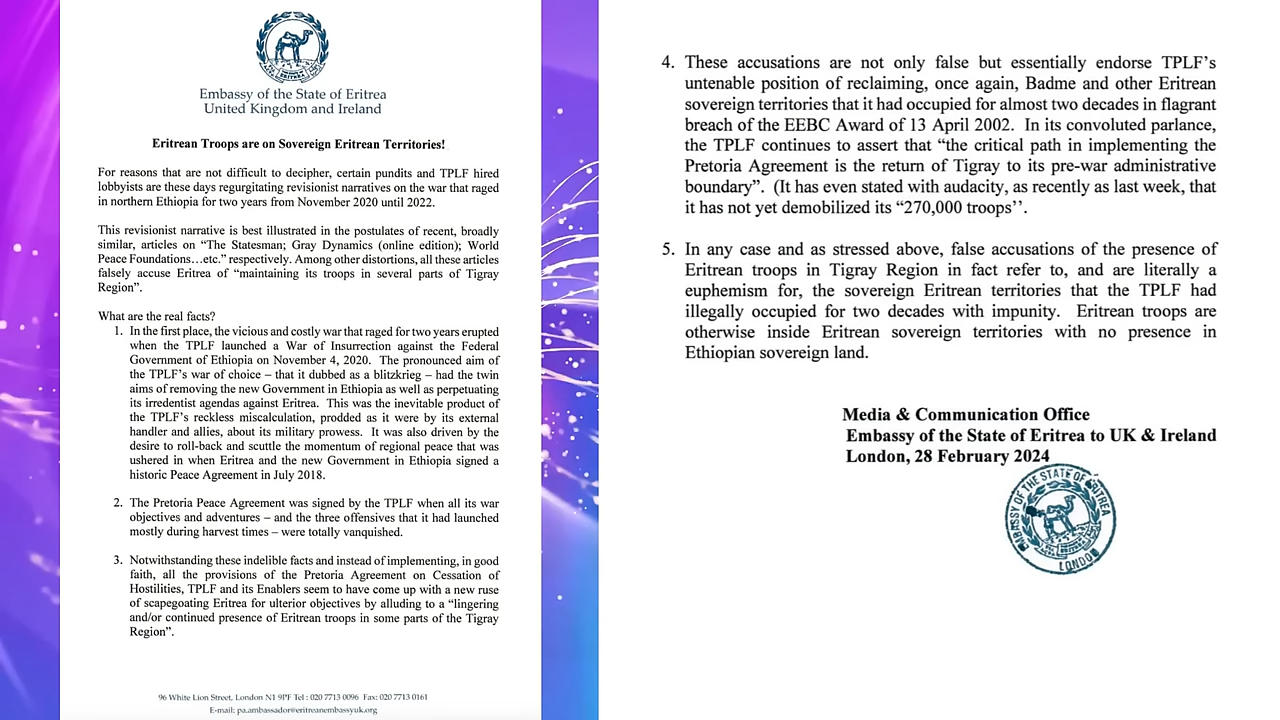 ERITREA
Embassy of the State of Eritrea
United Kingdom and Ireland
Eritrean Troops are on Sovereign Eritrean Territories!
For reasons that are not difficult to decipher, certain pundits and TPLF hired
lobbyists are these days regurgitating revisionist narratives on the war that raged
in northern Ethiopia for two years from November 2020 until 2022.
This revisionist narrative is best illustrated in the postulates of recent, broadly
similar, articles on “The Statesman; Gray Dynamics (online edition); World
Peace Foundations…etc.” respectively. Among other distortions, all these articles
falsely accuse Eritrea of “maintaining its troops in several parts of Tigray
Region”.
What are the real facts?
1. In the first place, the vicious and costly war that raged for two years erupted
when the TPLF launched a War of Insurrection against the Federal
Government of Ethiopia on November 4, 2020. The pronounced aim of
the TPLF’s war of choice – that it dubbed as a blitzkrieg – had the twin
aims of removing the new Government in Ethiopia as well as perpetuating
its irredentist agendas against Eritrea. This was the inevitable product of
the TPLF’s reckless miscalculation, prodded as it were by its external
handler and allies, about its military prowess. It was also driven by the
desire to roll-back and scuttle the momentum of regional peace that was
ushered in when Eritrea and the new Government in Ethiopia signed a
historic Peace Agreement in July 2018.
2. The Pretoria Peace Agreement was signed by the TPLF when all its war
objectives and adventures – and the three offensives that it had launched
mostly during harvest times – were totally vanquished.
3. Notwithstanding these indelible facts and instead of implementing, in good
faith, all the provisions of the Pretoria Agreement on Cessation of
Hostilities, TPLF and its Enablers seem to have come up with a new ruse
of scapegoating Eritrea for ulterior objectives by alluding to a “lingering
and/or continued presence of Eritrean troops in some parts of the Tigray
Region”.
96 White Lion Street, London N1 9PF Tel : 020 7713 0096 Fax: 020 7713 0161
E-mail: pa.ambassador@eritreanembassyuk.org
4. These accusations are not only false but essentially endorse TPLF’s
untenable position of reclaiming, once again, Badme and other Eritrean
sovereign territories that it had occupied for almost two decades in flagrant
breach of the EEBC Award of 13 April 2002. In its convoluted parlance,
the TPLF continues to assert that “the critical path in implementing the
Pretoria Agreement is the return of Tigray to its pre-war administrative
boundary”. (It has even stated with audacity, as recently as last week, that
it has not yet demobilized its “270,000 troops’’.
5. In any case and as stressed above, false accusations of the presence of
Eritrean troops in Tigray Region in fact refer to, and are literally a
euphemism for, the sovereign Eritrean territories that the TPLF had
illegally occupied for two decades with impunity. Eritrean troops are
otherwise inside Eritrean sovereign territories with no presence in
Ethiopian sovereign land.
Media & Communication Office
Embassy of the State of Eritrea to UK & Ireland
London, 28 February 2024
EMBASSY OF THE STATE OF ERITREA
LONDON